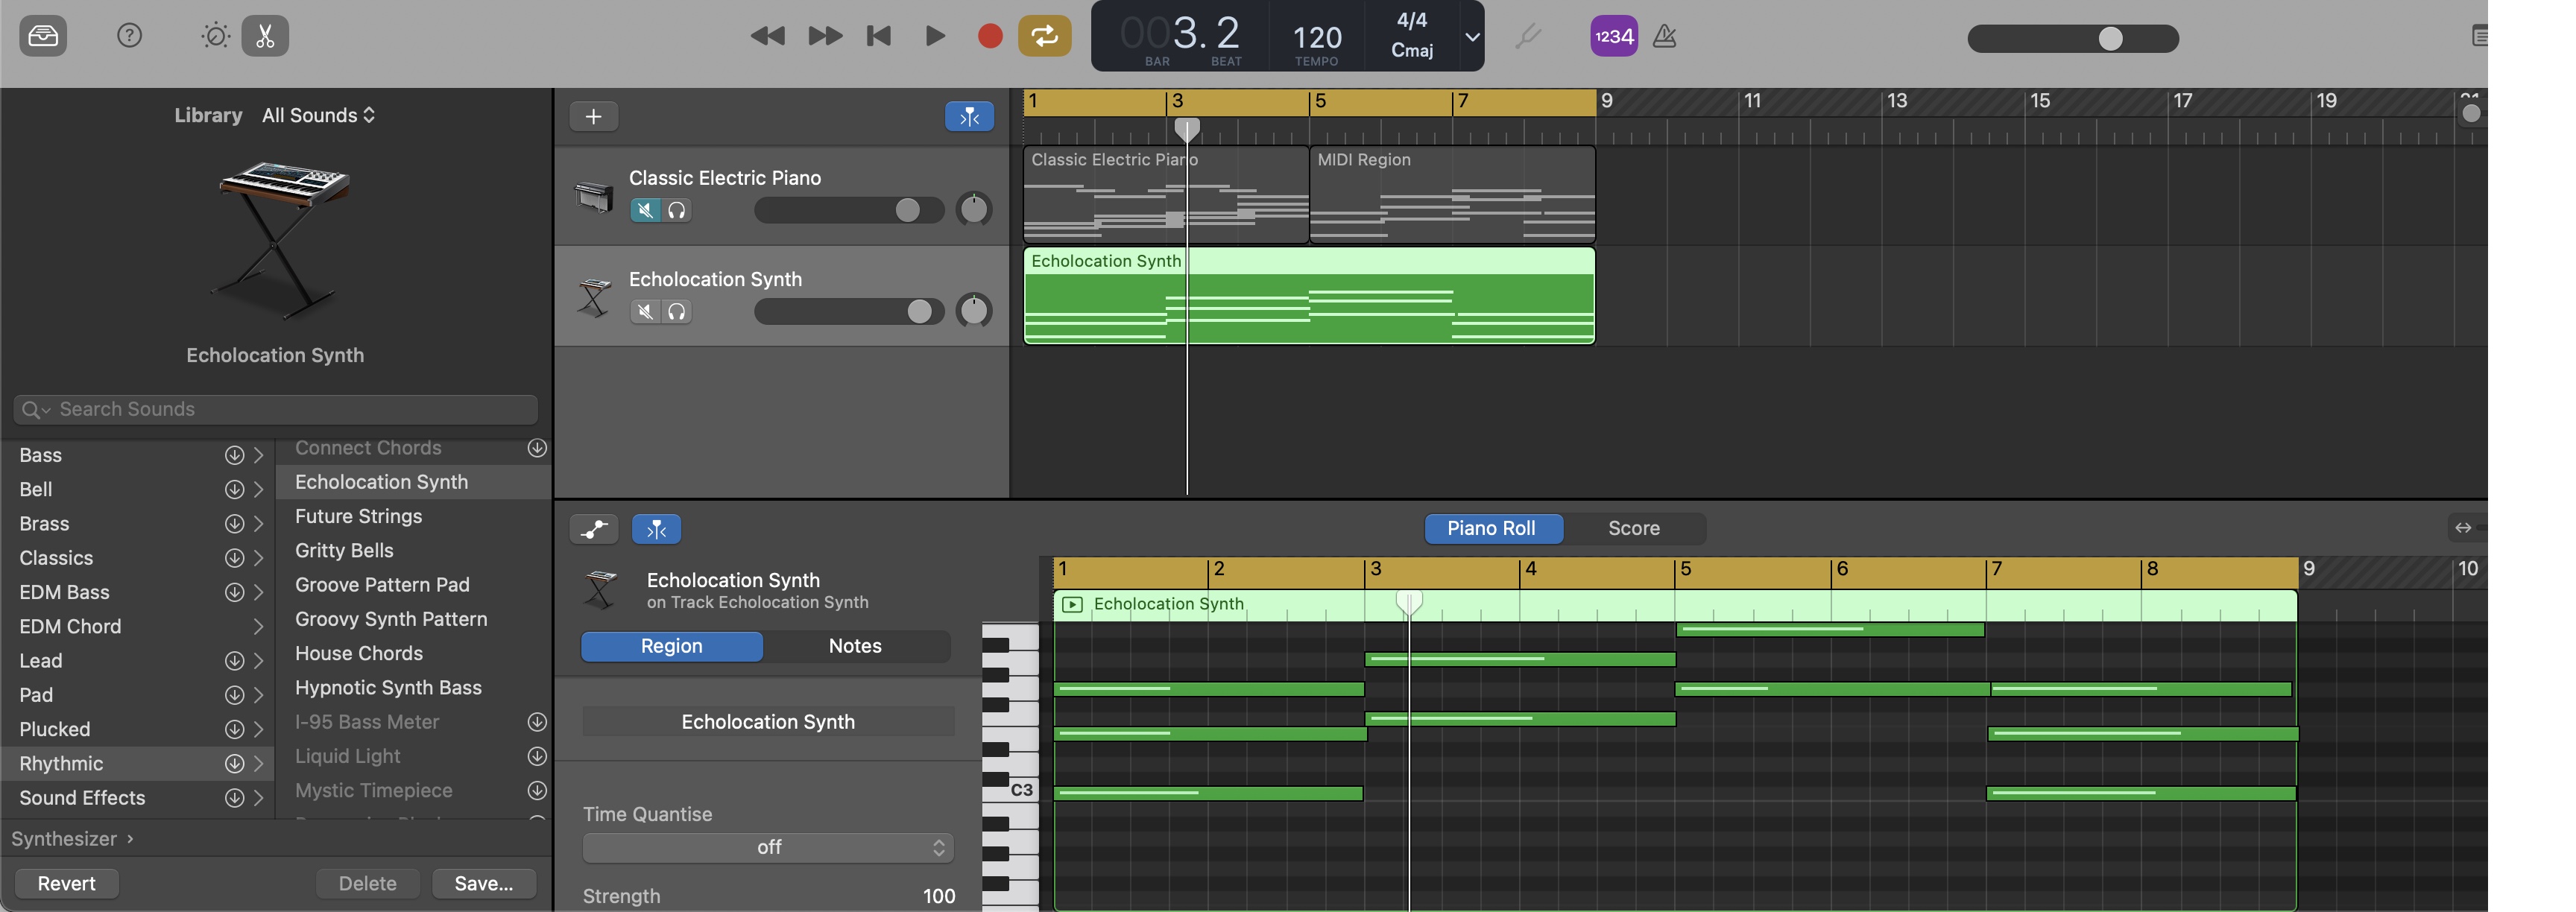 003.2
BAR BEAT
120
TEMPO
4/4
Cmaj
1234
Library All Sounds
Echolocation Synth
Search Sounds
Bass
Bell
Brass
Classics
EDM Bass
EDM Chord
Lead
Pad
Plucked
Rhythmic
Sound Effects
Connect Chords
Echolocation Synth
Future Strings
Gritty Bells
Groove Pattern Pad
Groovy Synth Pattern
House Chords
Hypnotic Synth Bass
I-95 Bass Meter
Liquid Light
Mystic Timepiece
Synthesizer ›
Revert Delete Save...
1 3 5 7 9 11 13 15 17 19
Classic Electric Piano
Echolocation Synth
Classic Electric Piano
MIDI Region
Echolocation Synth
Piano Roll Score
Echolocation Synth
on Track Echolocation Synth
Region Notes
Echolocation Synth
Time Quantise
off
Strength 100
1 2 3 4 5 6 7 8 9 10
Echolocation Synth
C3